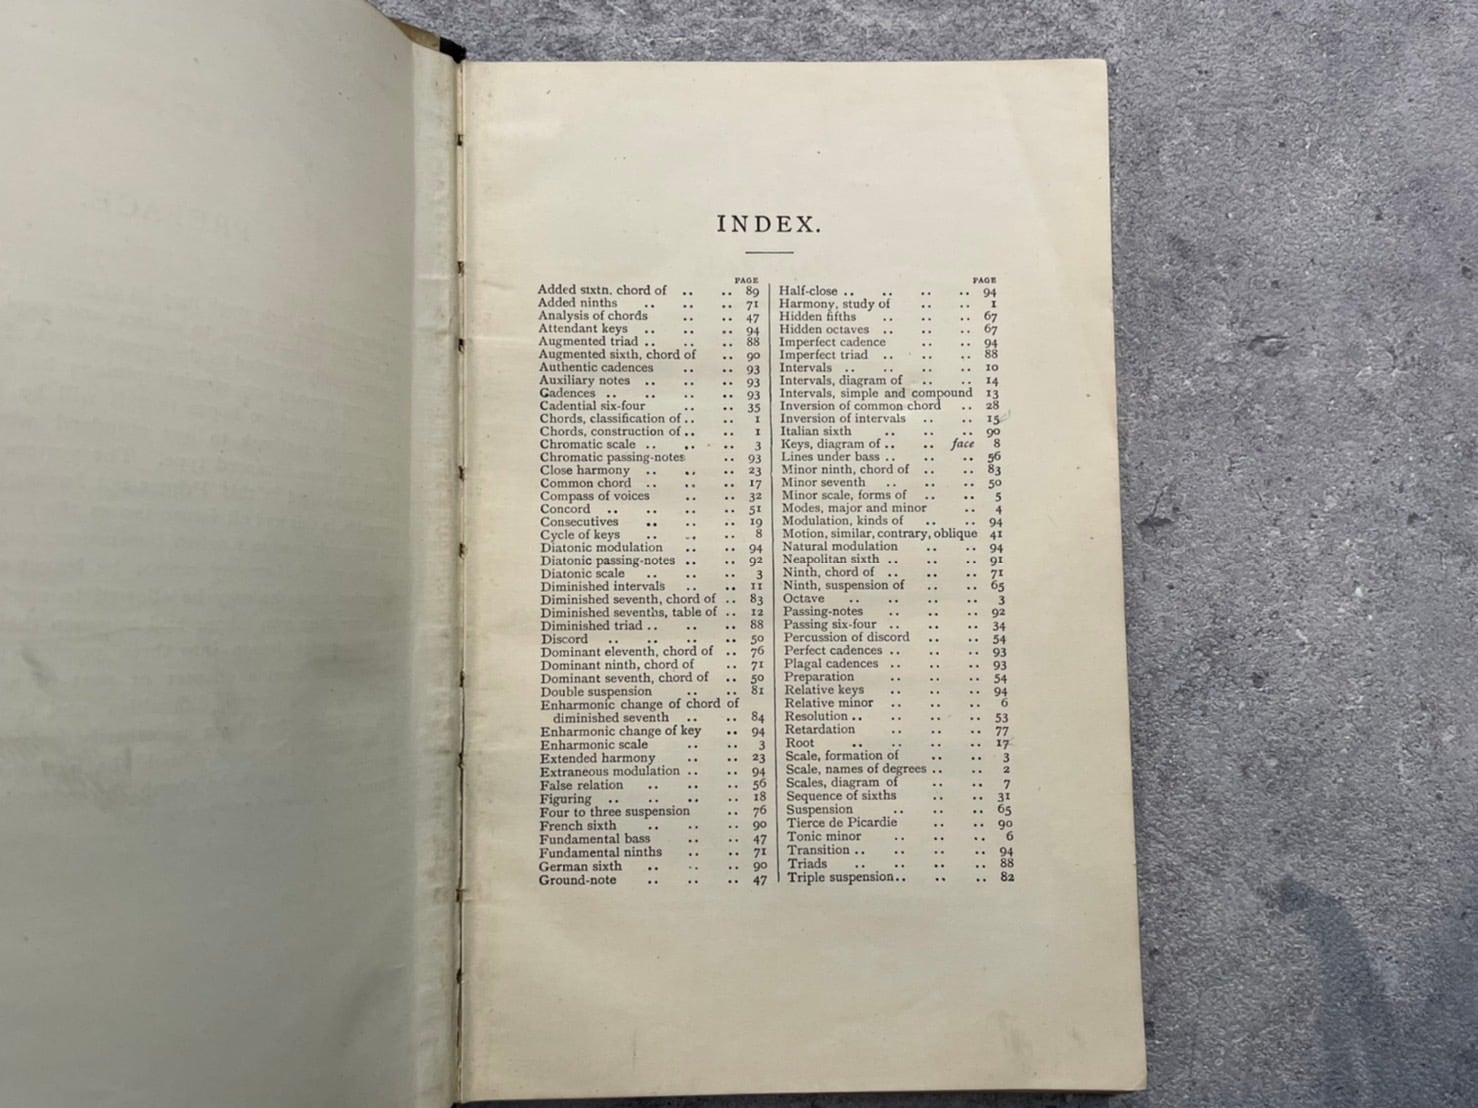 PREFACE.
INDEX.
PAGE
Added sixth, chord of .. .. 89
Added ninths .. .. .. 71
Analysis of chords .. .. 47
Attendant keys .. .. .. 94
Augmented triad .. .. .. 88
Augmented sixth, chord of .. 90
Authentic cadences .. .. 93
Auxiliary notes .. .. .. 93
Cadences .. .. .. .. 93
Cadential six-four .. .. 35
Chords, classification of .. .. 1
Chords, construction of .. .. 1
Chromatic scale .. .. .. 3
Chromatic passing-notes .. 93
Close harmony .. .. .. 23
Common chord .. .. .. 17
Compass of voices .. .. 32
Concord .. .. .. .. 51
Consecutives .. .. .. 19
Cycle of keys .. .. .. 8
Diatonic modulation .. .. 94
Diatonic passing-notes .. .. 92
Diatonic scale .. .. .. 3
Diminished intervals .. .. 11
Diminished seventh, chord of .. 83
Diminished sevenths, table of .. 12
Diminished triad .. .. .. 88
Discord .. .. .. .. 50
Dominant eleventh, chord of .. 76
Dominant ninth, chord of .. 71
Dominant seventh, chord of .. 50
Double suspension .. .. 81
Enharmonic change of chord of
diminished seventh .. .. 84
Enharmonic change of key .. 94
Enharmonic scale .. .. 3
Extended harmony .. .. 23
Extraneous modulation .. .. 94
False relation .. .. .. 56
Figuring .. .. .. .. 18
Four to three suspension .. 76
French sixth .. .. .. 90
Fundamental bass .. .. 47
Fundamental ninths .. .. 71
German sixth .. .. .. 90
Ground-note .. .. .. 47
PAGE
Half-close .. .. .. .. 94
Harmony, study of .. .. 1
Hidden fifths .. .. .. 67
Hidden octaves .. .. .. 67
Imperfect cadence .. .. 94
Imperfect triad .. .. .. 88
Intervals .. .. .. .. 10
Intervals, diagram of .. .. 14
Intervals, simple and compound 13
Inversion of common chord .. 28
Inversion of intervals .. .. 15
Italian sixth .. .. .. 90
Keys, diagram of .. .. face 8
Lines under bass .. .. .. 56
Minor ninth, chord of .. .. 83
Minor seventh .. .. .. 50
Minor scale, forms of .. .. 5
Modes, major and minor .. 4
Modulation, kinds of .. .. 94
Motion, similar, contrary, oblique 41
Natural modulation .. .. 94
Neapolitan sixth .. .. .. 91
Ninth, chord of .. .. .. 71
Ninth, suspension of .. .. 65
Octave .. .. .. .. 3
Passing-notes .. .. .. 92
Passing six-four .. .. .. 34
Percussion of discord .. .. 54
Perfect cadences .. .. .. 93
Plagal cadences .. .. .. 93
Preparation .. .. .. 54
Relative keys .. .. .. 94
Relative minor .. .. .. 6
Resolution .. .. .. .. 53
Retardation .. .. .. 77
Root .. .. .. .. 17
Scale, formation of .. .. 3
Scale, names of degrees .. .. 2
Scales, diagram of .. .. 7
Sequence of sixths .. .. 31
Suspension .. .. .. 65
Tierce de Picardie .. .. 90
Tonic minor .. .. .. 6
Transition .. .. .. .. 94
Triads .. .. .. .. 88
Triple suspension .. .. .. 82